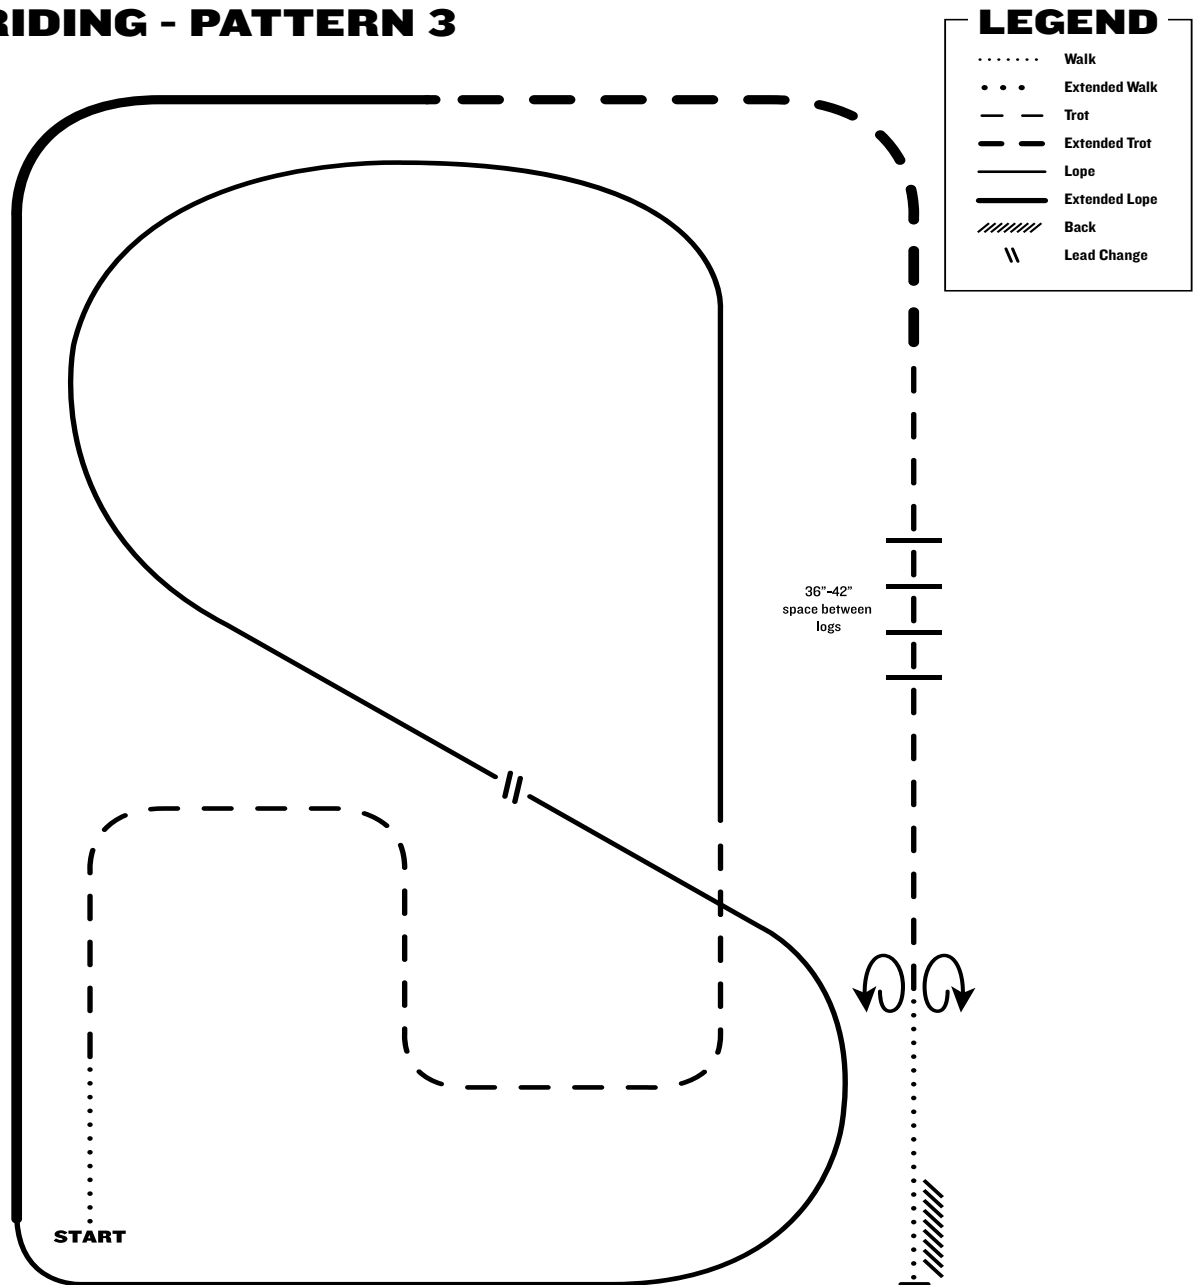 RIDING - PATTERN 3
LEGEND
Walk
Extended Walk
Trot
Extended Trot
Lope
Extended Lope
Back
Lead Change
36”-42”
space between
logs
START